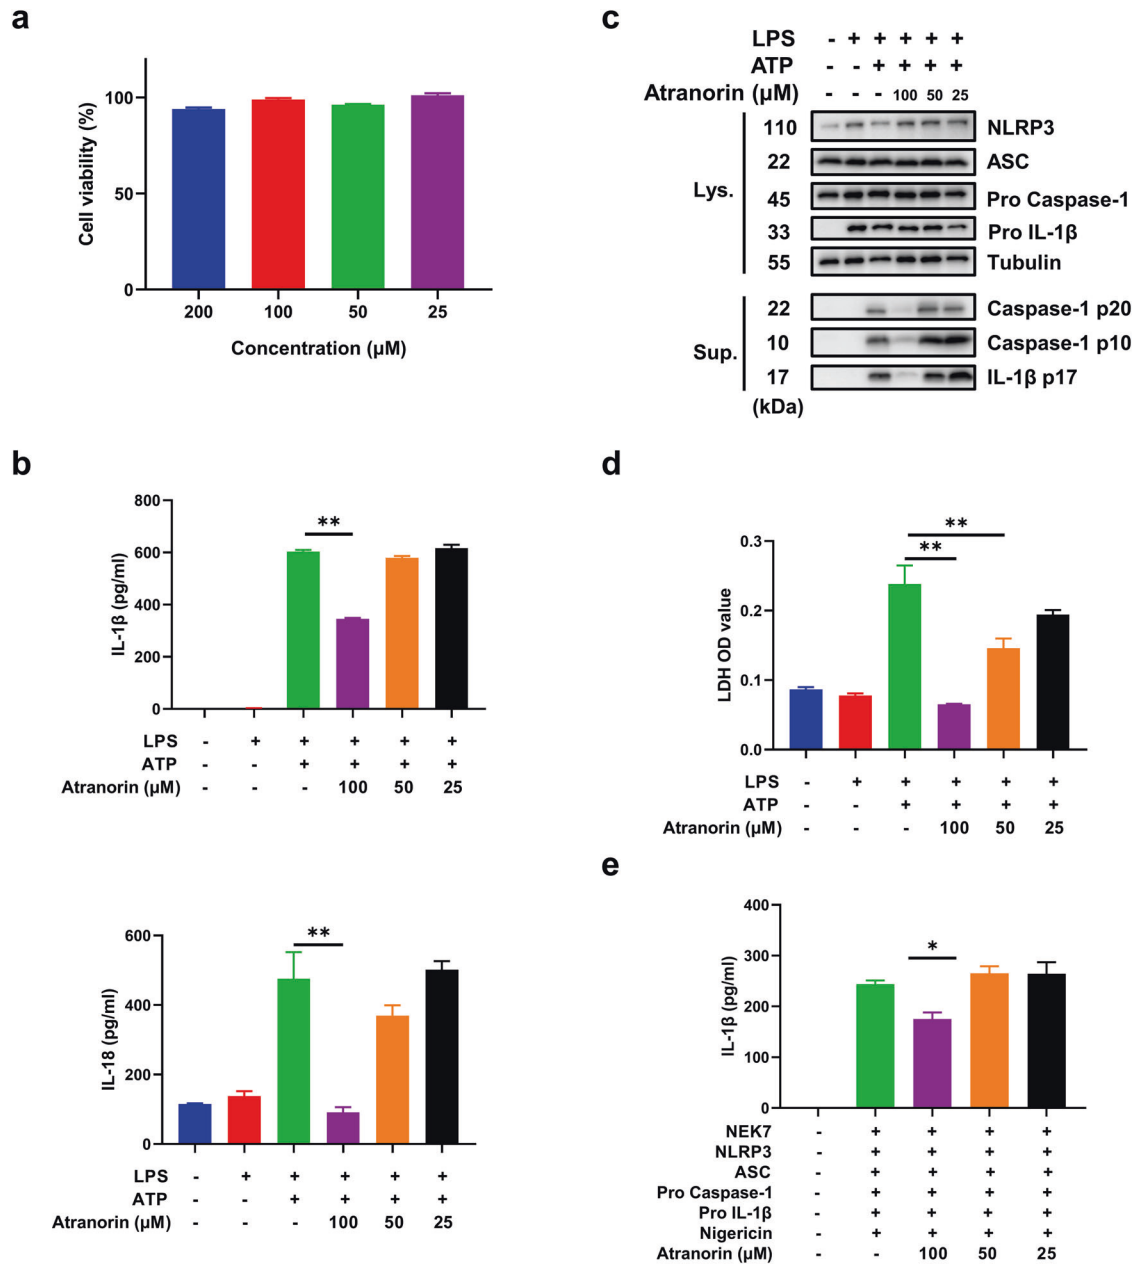 a
Cell viability (%)
100
50
0
200 100 50 25
Concentration (μM)
c
LPS - + + + + +
ATP - - + + + +
Atranorin (μM) - - - 100 50 25
Lys.
110 NLRP3
22 ASC
45 Pro Caspase-1
33 Pro IL-1β
55 Tubulin
Sup.
22 Caspase-1 p20
10 Caspase-1 p10
17 IL-1β p17
(kDa)
b
IL-1β (pg/ml)
800
600
400
200
0
**
LPS - + + + + +
ATP - - + + + +
Atranorin (μM) - - - 100 50 25
IL-18 (pg/ml)
600
400
200
0
**
LPS - + + + + +
ATP - - + + + +
Atranorin (μM) - - - 100 50 25
d
LDH OD value
0.3
0.2
0.1
0.0
**
**
LPS - + + + + +
ATP - - + + + +
Atranorin (μM) - - - 100 50 25
e
IL-1β (pg/ml)
400
300
200
100
0
*
NEK7 - + + + +
NLRP3 - + + + +
ASC - + + + +
Pro Caspase-1 - + + + +
Pro IL-1β - + + + +
Nigericin - + + + +
Atranorin (μM) - - 100 50 25